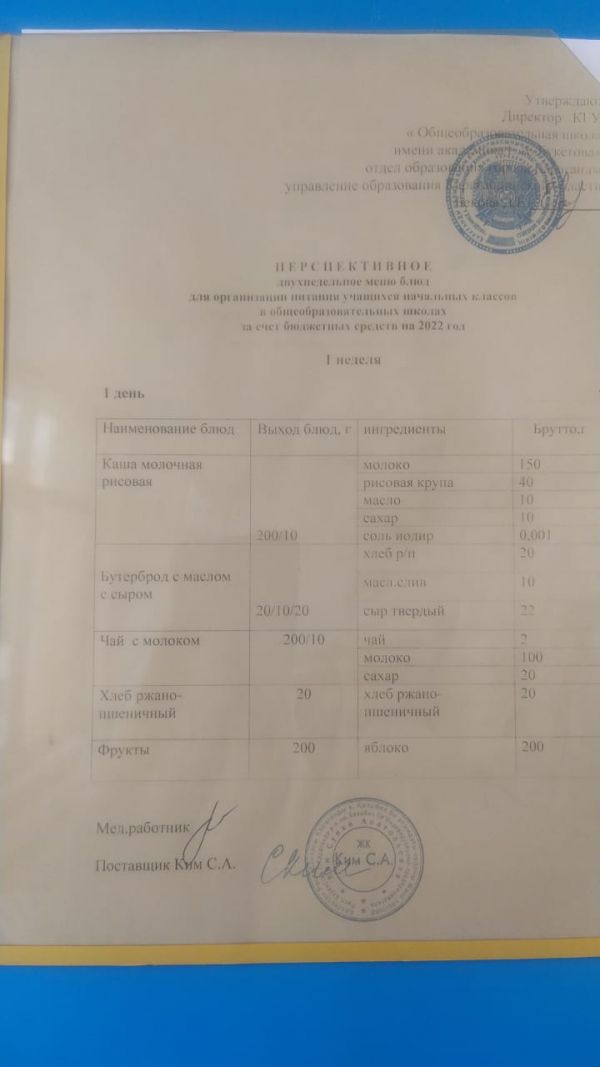 Утверждаю:
Директор КГУ
« Общеобразовательная школа
имени
отдел образования города
управление образования
П Е Р С П Е К Т И В Н О Е
двухнедельное меню блюд
для организации питания учащихся начальных классов
в общеобразовательных школах
за счет бюджетных средств на 2022 год
1 неделя
1 день
Наименование блюд Выход блюд, г ингредиенты Брутто,г
Каша молочная молоко 150
рисовая рисовая крупа 40
масло 10
сахар 10
200/10 соль иодир 0,001
хлеб р/п 20
Бутерброд с маслом масл.слив 10
с сыром
20/10/20 сыр твердый 22
Чай с молоком 200/10 чай 2
молоко 100
сахар 20
Хлеб ржано- 20 хлеб ржано- 20
пшеничный пшеничный
Фрукты 200 яблоко 200
Мед.работник
Поставщик Ким С.А.
ЖК
Ким С.А.